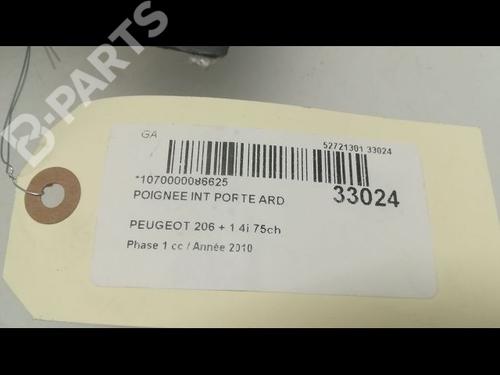 B-PARTS
GA
52721301 33024
*1070000086625
POIGNEE INT PORTE ARD
33024
PEUGEOT 206 + 1 4i 75ch
Phase 1 cc / Année 2010